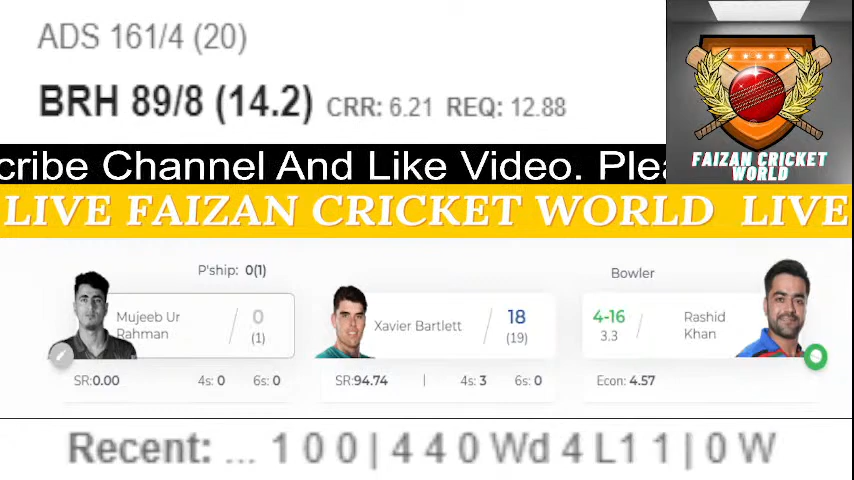 ADS 161/4 (20)
BRH 89/8 (14.2) CRR: 6.21 REQ: 12.88
FAIZAN CRICKET
WORLD
cribe Channel And Like Video. Plea
LIVE FAIZAN CRICKET WORLD LIVE
P'ship: 0(1)
Bowler
Mujeeb Ur
Rahman
0
(1)
Xavier Bartlett
18
(19)
4-16
3.3
Rashid
Khan
SR:0.00 4s: 0 6s: 0
SR:94.74 | 4s: 3 6s: 0
Econ: 4.57
Recent: ... 1 0 0 | 4 4 0 Wd 4 L1 1 | 0 W